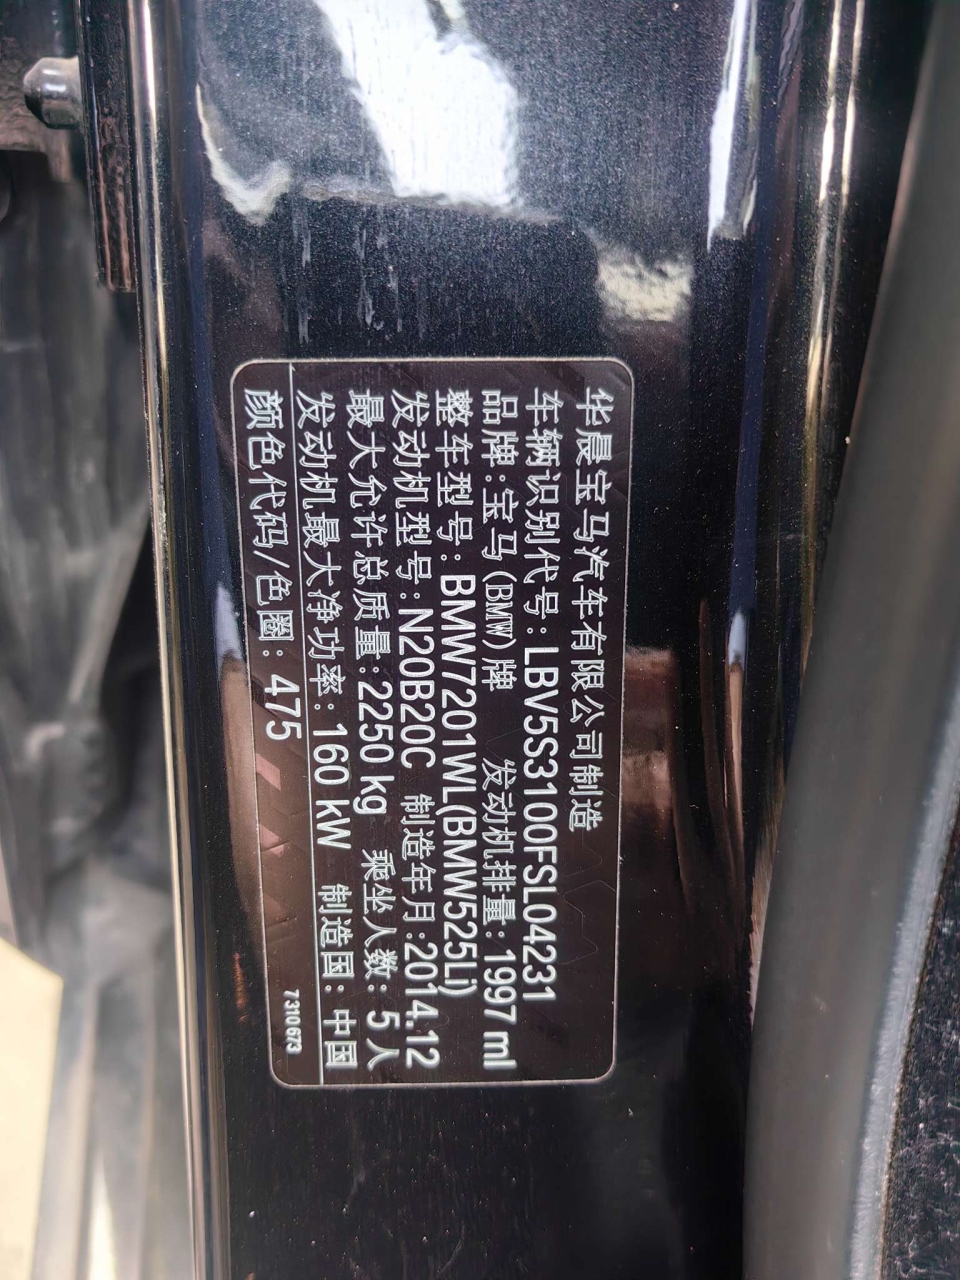 华晨宝马汽车有限公司制造
车辆识别代号:LBV5S3100FSL04231
品牌:宝马(BMW)牌 发动机排量:1997 ml
整车型号:BMW7201WL(BMW525Li)
发动机型号:N20B20C 制造年月:2014.12
最大允许总质量:2250 kg 乘坐人数:5人
发动机最大净功率:160 kW 制造国:中国
颜色代码/色圈:475
7310673